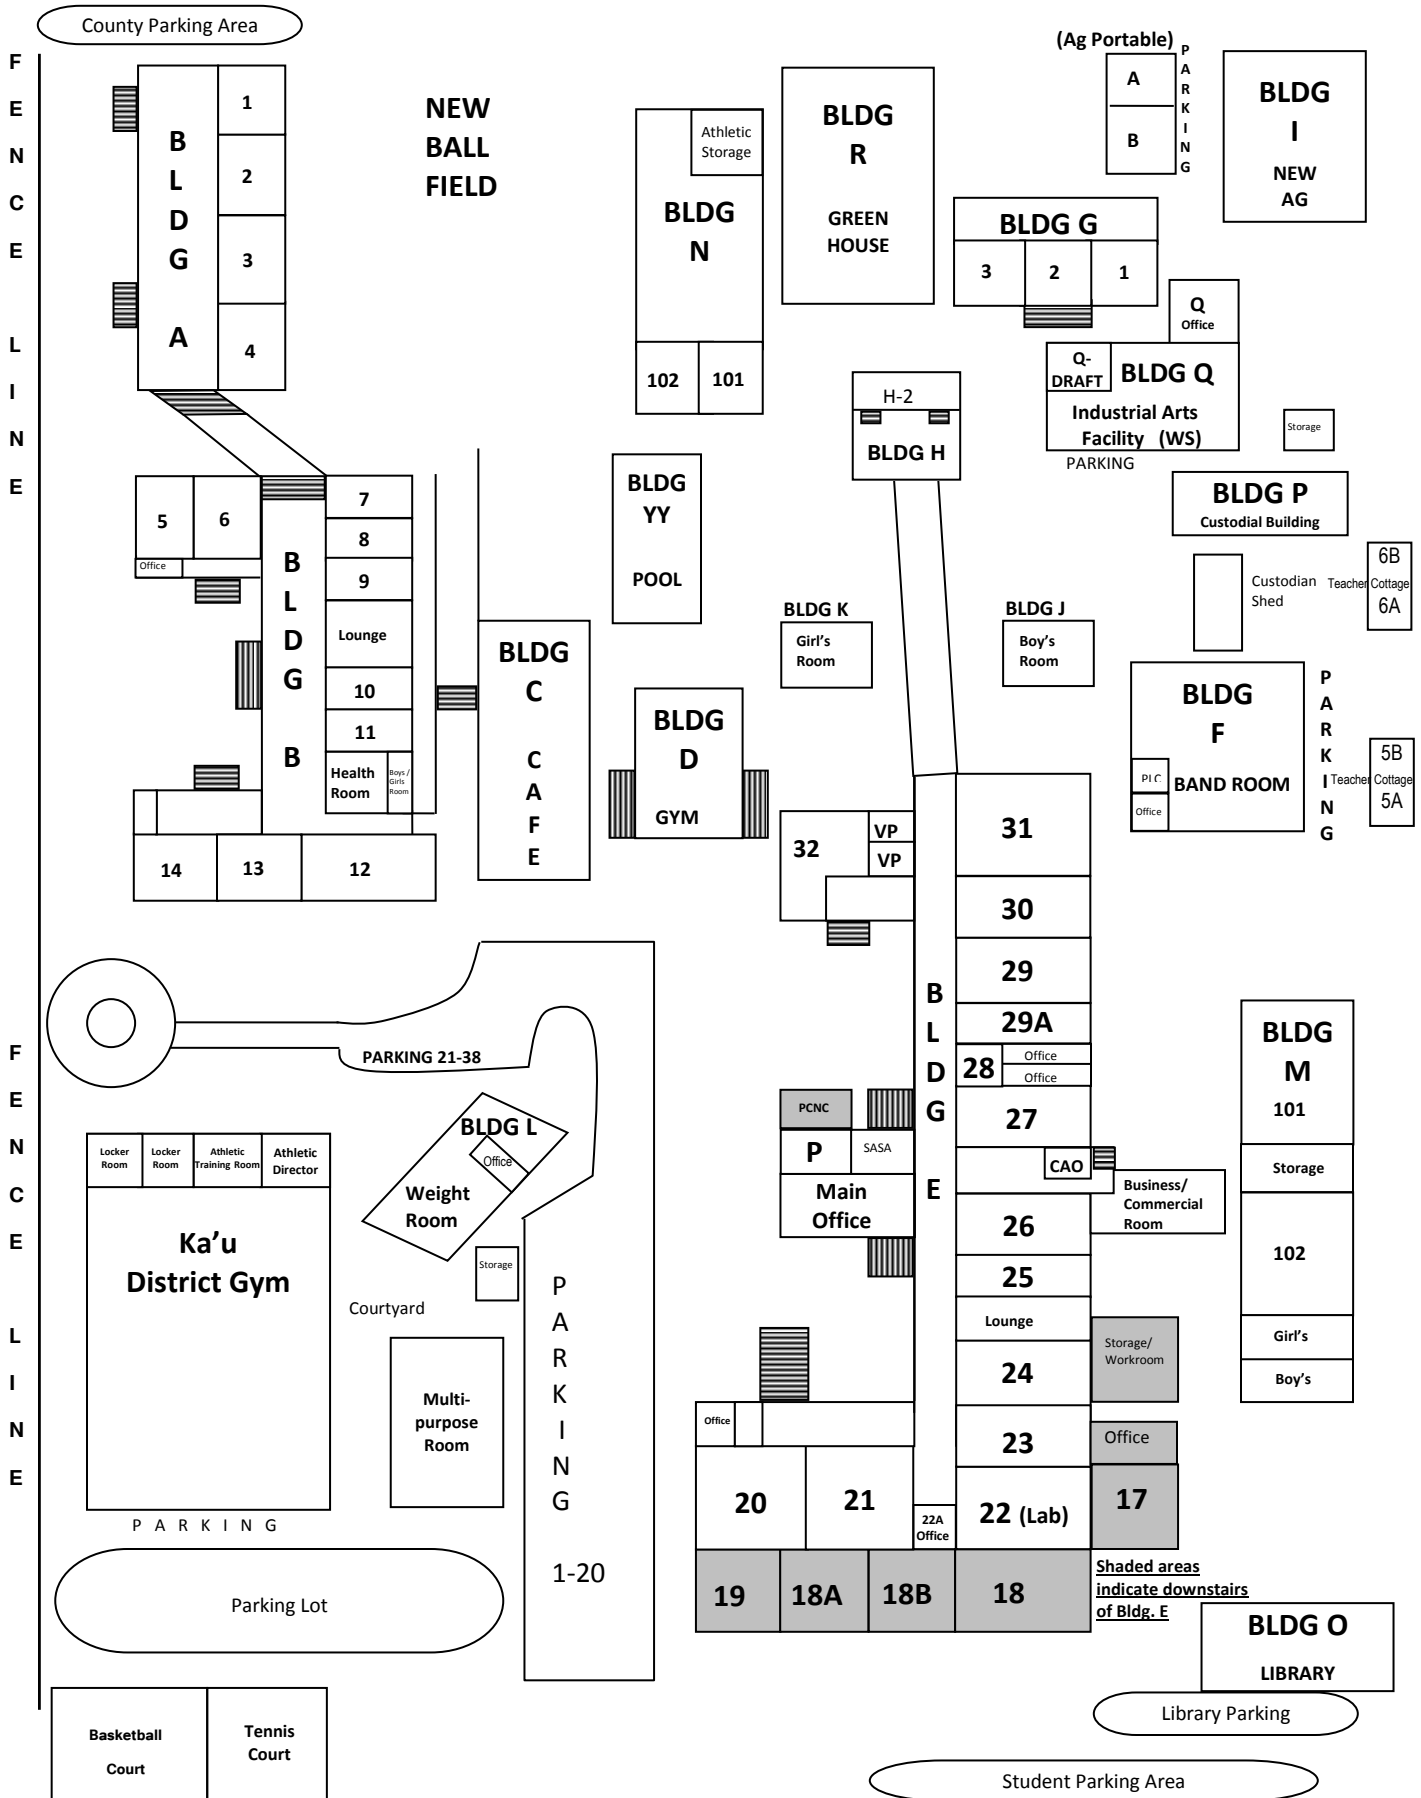 County Parking Area
FENCE LINE
BLDG A
1
2
3
4
NEW
BALL
FIELD
BLDG
N
Athletic
Storage
102
101
BLDG
R
GREEN
HOUSE
(Ag Portable)
A
B
PARKING
BLDG
I
NEW
AG
BLDG G
3
2
1
Q
Office
Q-
DRAFT
BLDG Q
Industrial Arts
Facility (WS)
PARKING
Storage
H-2
BLDG H
BLDG P
Custodial Building
Custodian
Shed
6B
Teacher Cottage
6A
5
6
Office
BLDG B
7
8
9
Lounge
10
11
Health
Room
Boys /
Girls
Room
14
13
12
BLDG
C
CAFE
BLDG
YY
POOL
BLDG K
Girl's
Room
BLDG J
Boy's
Room
BLDG
D
GYM
BLDG
F
PLC
BAND ROOM
Office
PARKING
5B
Teacher Cottage
5A
32
VP
VP
BLDG E
31
30
29
29A
28
Office
Office
27
CAO
Business/
Commercial
Room
26
25
Lounge
24
Storage/
Workroom
23
Office
22 (Lab)
17
22A
Office
PCNC
P
SASA
Main
Office
Office
20
21
19
18A
18B
18
Shaded areas
indicate downstairs
of Bldg. E
BLDG
M
101
Storage
102
Girl's
Boy's
FENCE LINE
PARKING 21-38
BLDG L
Office
Weight
Room
Storage
Courtyard
Multi-
purpose
Room
PARKING
1-20
Locker
Room
Locker
Room
Athletic
Training Room
Athletic
Director
Ka'u
District Gym
PARKING
Parking Lot
Basketball
Court
Tennis
Court
BLDG O
LIBRARY
Library Parking
Student Parking Area